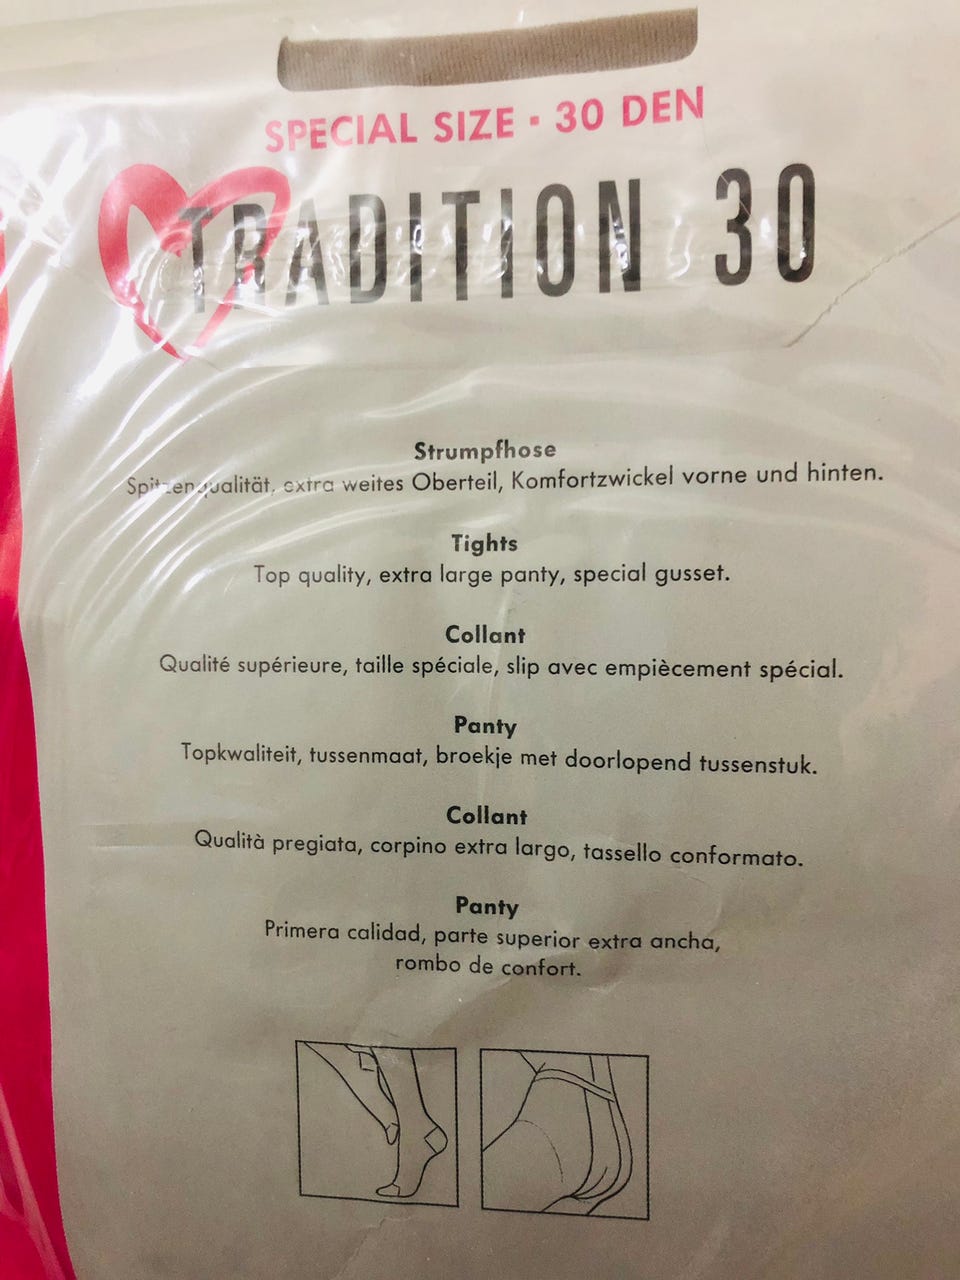 SPECIAL SIZE · 30 DEN
TRADITION 30
Strumpfhose
Spitzenqualität, extra weites Oberteil, Komfortzwickel vorne und hinten.
Tights
Top quality, extra large panty, special gusset.
Collant
Qualité supérieure, taille spéciale, slip avec empiècement spécial.
Panty
Topkwaliteit, tussenmaat, broekje met doorlopend tussenstuk.
Collant
Qualità pregiata, corpino extra largo, tassello conformato.
Panty
Primera calidad, parte superior extra ancha,
rombo de confort.